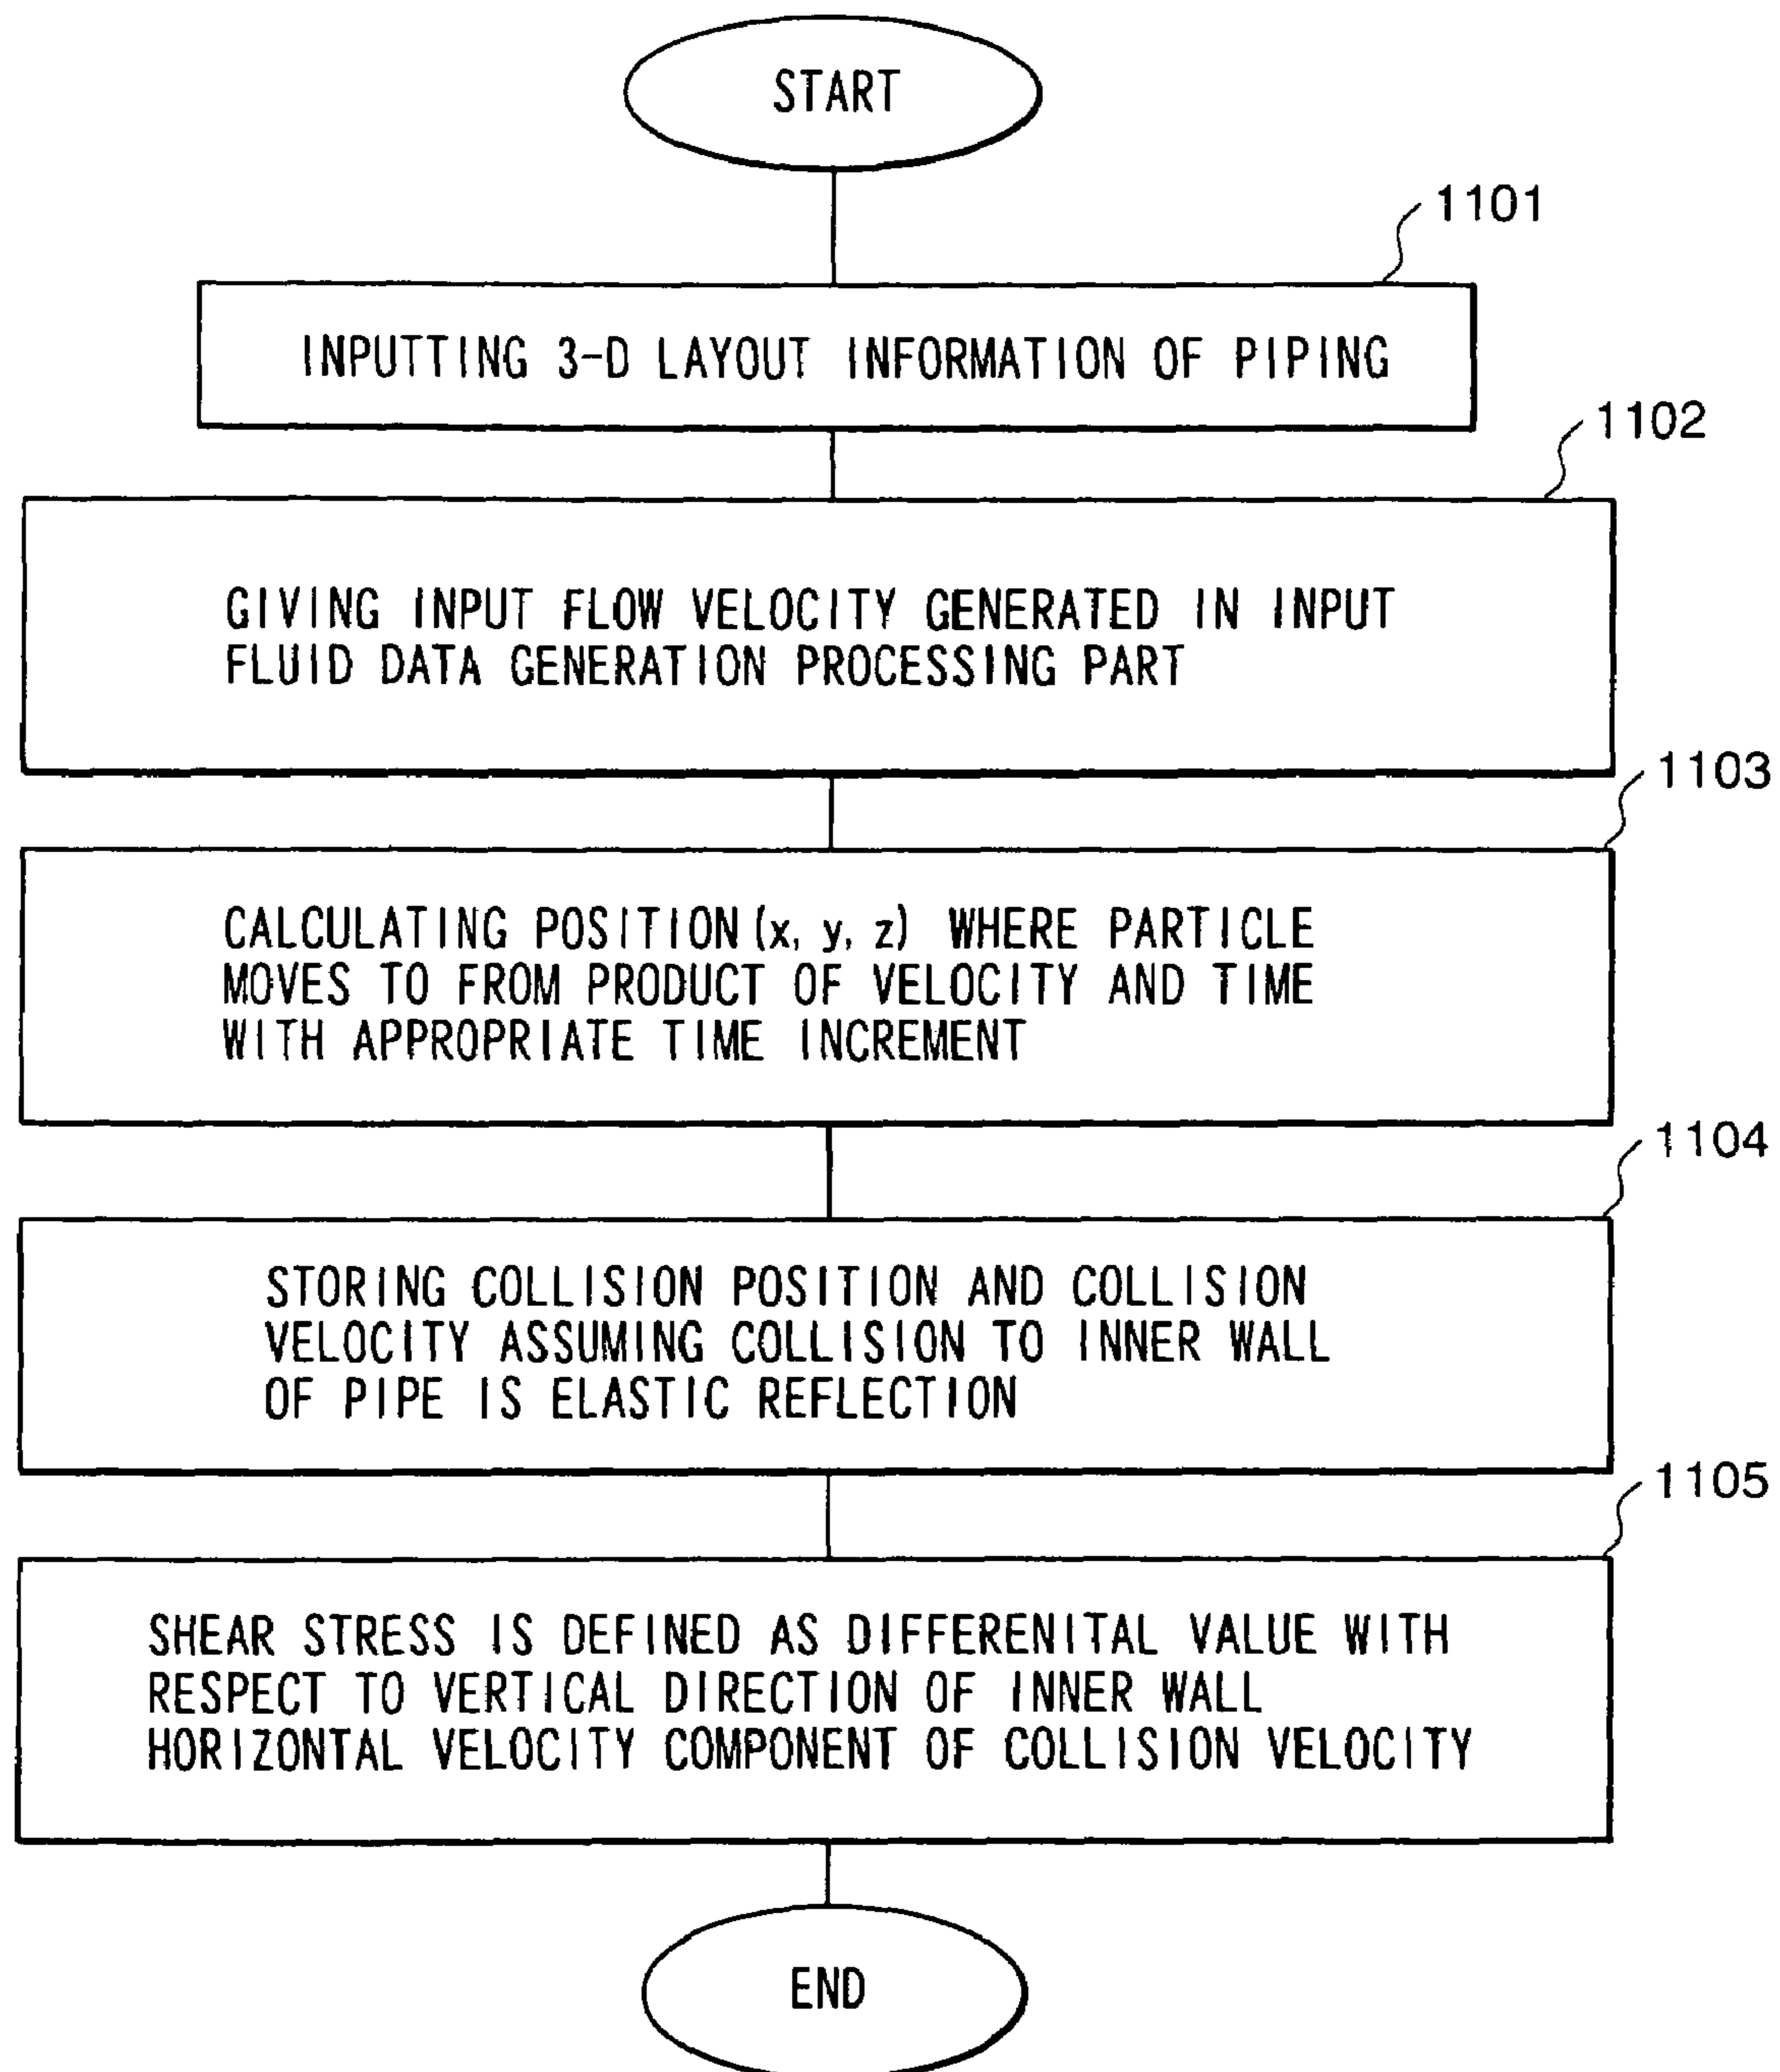 START
1101
INPUTTING 3-D LAYOUT INFORMATION OF PIPING
1102
GIVING INPUT FLOW VELOCITY GENERATED IN INPUT
FLUID DATA GENERATION PROCESSING PART
1103
CALCULATING POSITION (x, y, z) WHERE PARTICLE
MOVES TO FROM PRODUCT OF VELOCITY AND TIME
WITH APPROPRIATE TIME INCREMENT
1104
STORING COLLISION POSITION AND COLLISION
VELOCITY ASSUMING COLLISION TO INNER WALL
OF PIPE IS ELASTIC REFLECTION
1105
SHEAR STRESS IS DEFINED AS DIFFERENITAL VALUE WITH
RESPECT TO VERTICAL DIRECTION OF INNER WALL
HORIZONTAL VELOCITY COMPONENT OF COLLISION VELOCITY
END